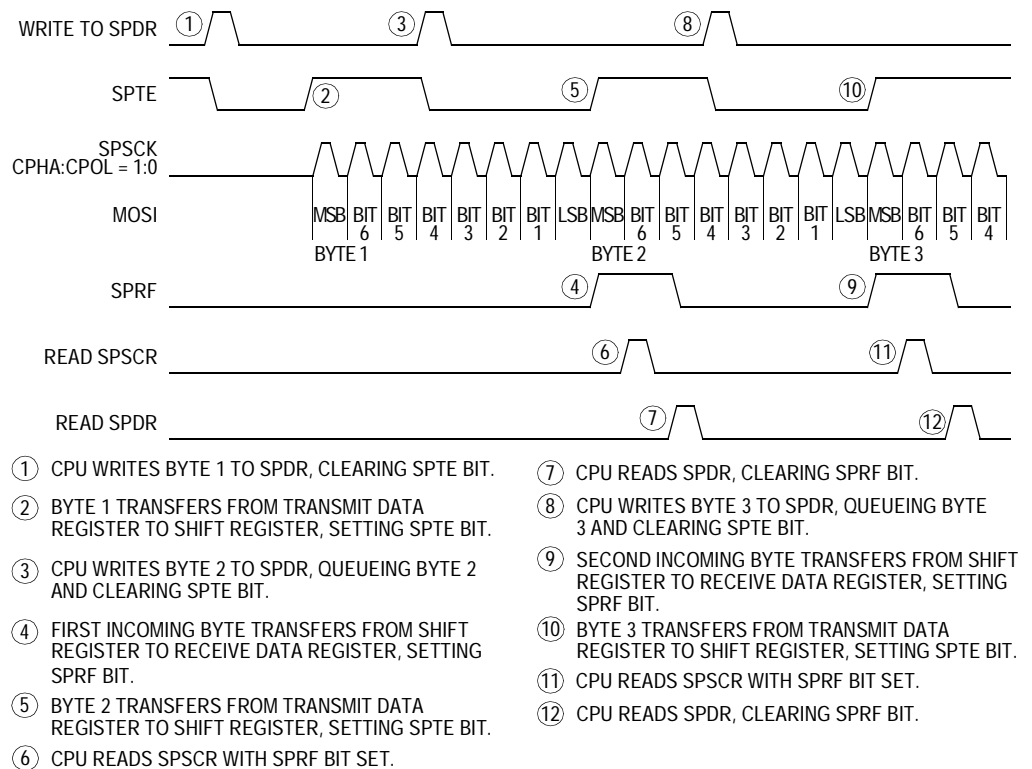 WRITE TO SPDR
1
3
8
SPTE
2
5
10
SPSCK
CPHA:CPOL = 1:0
MOSI
MSB BIT 6 BIT 5 BIT 4 BIT 3 BIT 2 BIT 1 LSB MSB BIT 6 BIT 5 BIT 4 BIT 3 BIT 2 BIT 1 LSB MSB BIT 6 BIT 5 BIT 4
BYTE 1
BYTE 2
BYTE 3
SPRF
4
9
READ SPSCR
6
11
READ SPDR
7
12
1 CPU WRITES BYTE 1 TO SPDR, CLEARING SPTE BIT.
2 BYTE 1 TRANSFERS FROM TRANSMIT DATA
REGISTER TO SHIFT REGISTER, SETTING SPTE BIT.
3 CPU WRITES BYTE 2 TO SPDR, QUEUEING BYTE 2
AND CLEARING SPTE BIT.
4 FIRST INCOMING BYTE TRANSFERS FROM SHIFT
REGISTER TO RECEIVE DATA REGISTER, SETTING
SPRF BIT.
5 BYTE 2 TRANSFERS FROM TRANSMIT DATA
REGISTER TO SHIFT REGISTER, SETTING SPTE BIT.
6 CPU READS SPSCR WITH SPRF BIT SET.
7 CPU READS SPDR, CLEARING SPRF BIT.
8 CPU WRITES BYTE 3 TO SPDR, QUEUEING BYTE
3 AND CLEARING SPTE BIT.
9 SECOND INCOMING BYTE TRANSFERS FROM SHIFT
REGISTER TO RECEIVE DATA REGISTER, SETTING
SPRF BIT.
10 BYTE 3 TRANSFERS FROM TRANSMIT DATA
REGISTER TO SHIFT REGISTER, SETTING SPTE BIT.
11 CPU READS SPSCR WITH SPRF BIT SET.
12 CPU READS SPDR, CLEARING SPRF BIT.